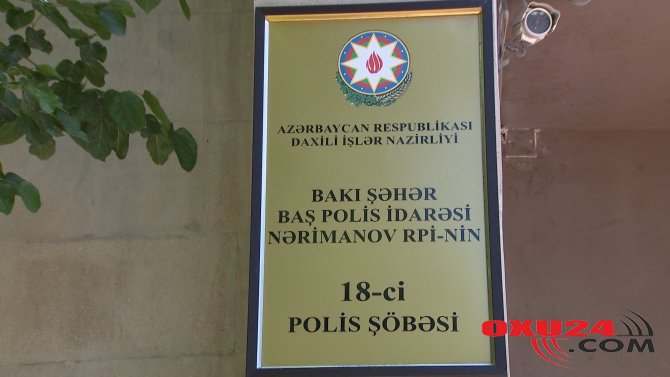 AZƏRBAYCAN RESPUBLİKASI
DAXİLİ İŞLƏR NAZİRLİYİ
BAKI ŞƏHƏR
BAŞ POLİS İDARƏSİ
NƏRİMANOV RPİ-NİN
18-ci
POLİS ŞÖBƏSİ
OXU24
.COM